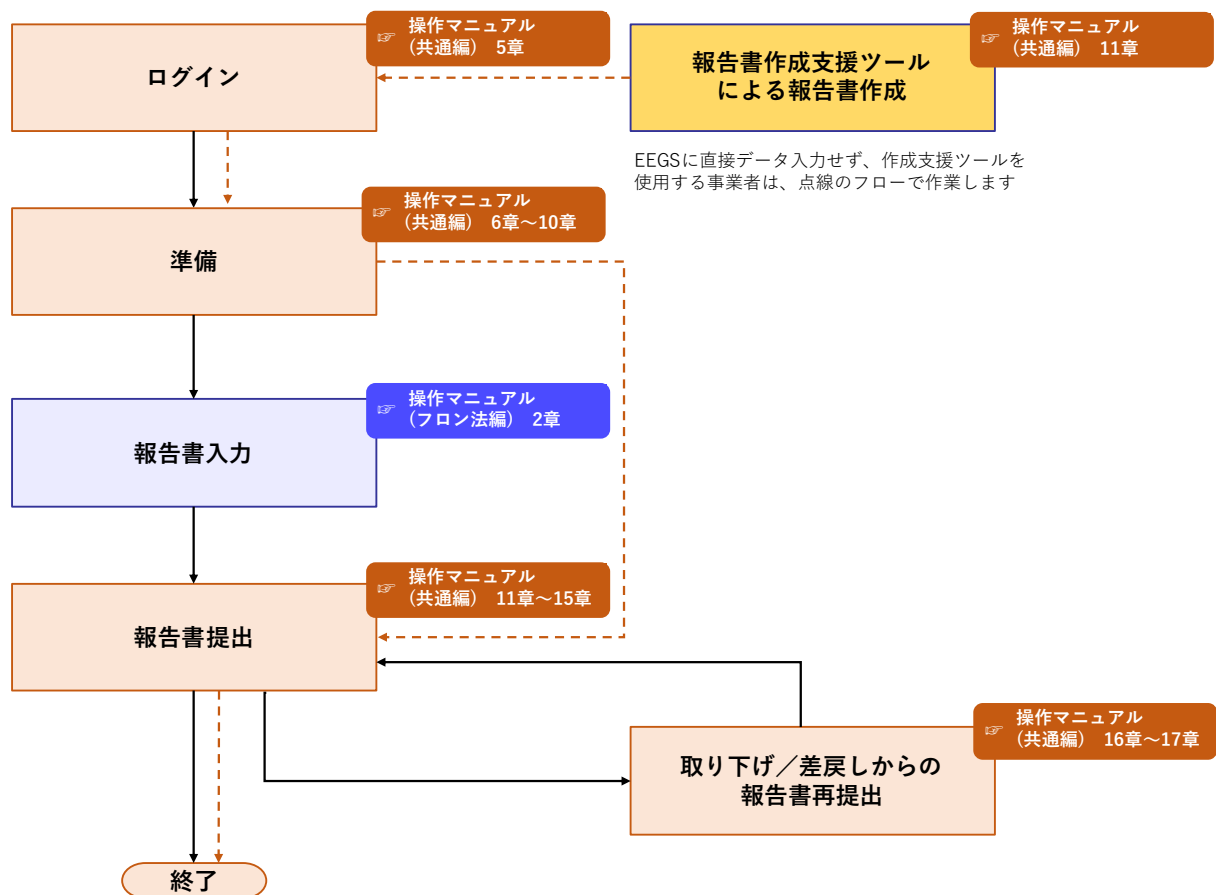 ☞ 操作マニュアル
(共通編) 5章
ログイン
☞ 操作マニュアル
(共通編) 11章
報告書作成支援ツール
による報告書作成
EEGSに直接データ入力せず、作成支援ツールを
使用する事業者は、点線のフローで作業します
☞ 操作マニュアル
(共通編) 6章～10章
準備
☞ 操作マニュアル
(フロン法編) 2章
報告書入力
☞ 操作マニュアル
(共通編) 11章～15章
報告書提出
☞ 操作マニュアル
(共通編) 16章～17章
取り下げ／差戻しからの
報告書再提出
終了